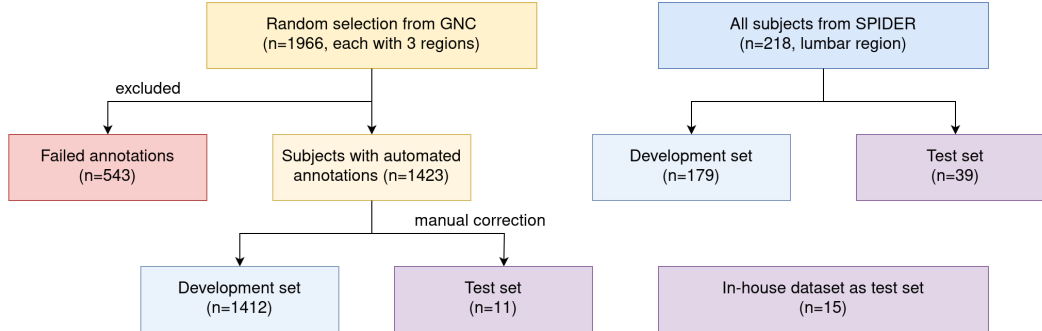 Random selection from GNC
(n=1966, each with 3 regions)
All subjects from SPIDER
(n=218, lumbar region)
excluded
Failed annotations
(n=543)
Subjects with automated
annotations (n=1423)
Development set
(n=179)
Test set
(n=39)
manual correction
Development set
(n=1412)
Test set
(n=11)
In-house dataset as test set
(n=15)